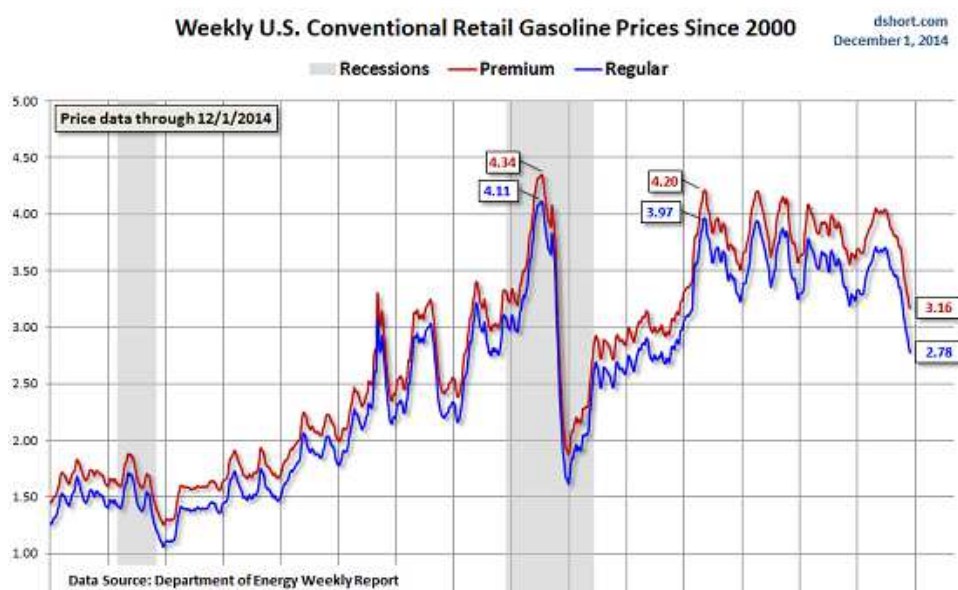 Weekly U.S. Conventional Retail Gasoline Prices Since 2000
dshort.com
December 1, 2014
Recessions Premium Regular
5.00
Price data through 12/1/2014
4.50
4.34
4.11
4.20
3.97
4.00
3.50
3.16
3.00
2.78
2.50
2.00
1.50
1.00
Data Source: Department of Energy Weekly Report